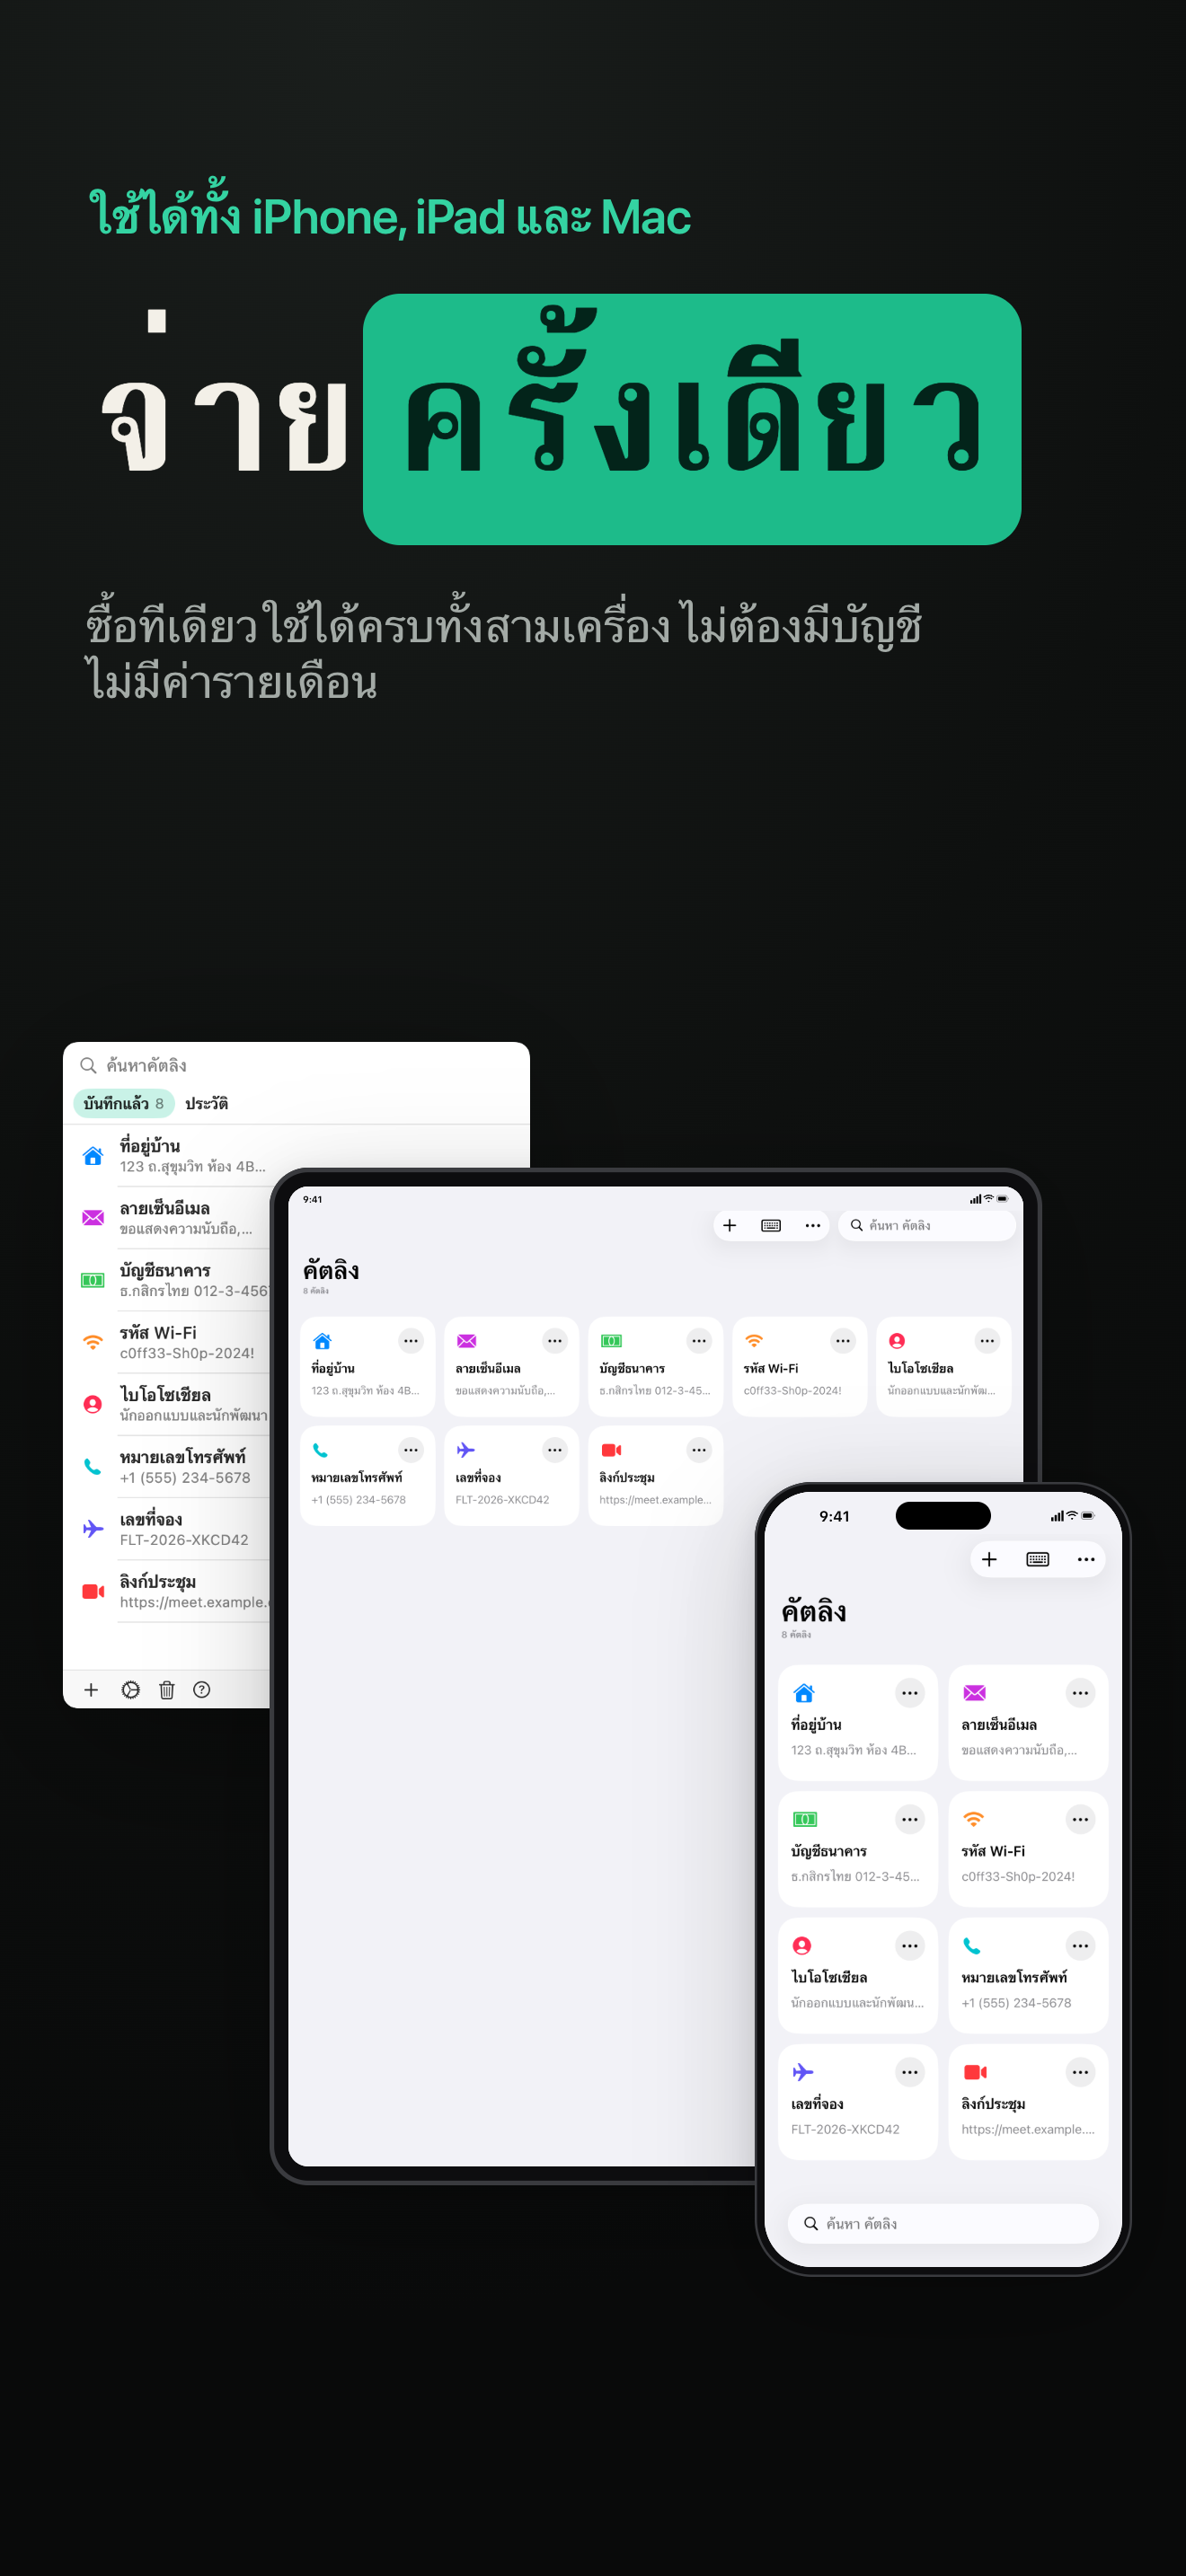 ใช้ได้ทั้ง iPhone, iPad และ Mac
จ่ายครั้งเดียว
ซื้อทีเดียว ใช้ได้ครบทั้งสามเครื่อง ไม่ต้องมีบัญชี
ไม่มีค่ารายเดือน
ค้นหาคัตลิง
บันทึกแล้ว 8 ประวัติ
ที่อยู่บ้าน
123 ถ.สุขุมวิท ห้อง 4B...
ลายเซ็นอีเมล
ขอแสดงความนับถือ,...
บัญชีธนาคาร
ธ.กสิกรไทย 012-3-456
รหัส Wi-Fi
c0ff33-Sh0p-2024!
ไบโอโซเชียล
นักออกแบบและนักพัฒนา
หมายเลขโทรศัพท์
+1 (555) 234-5678
เลขที่จอง
FLT-2026-XKCD42
ลิงก์ประชุม
https://meet.example.
9:41
ค้นหา คัตลิง
คัตลิง
8 คัตลิง
ที่อยู่บ้าน
123 ถ.สุขุมวิท ห้อง 4B...
ลายเซ็นอีเมล
ขอแสดงความนับถือ,...
บัญชีธนาคาร
ธ.กสิกรไทย 012-3-45...
รหัส Wi-Fi
c0ff33-Sh0p-2024!
ไบโอโซเชียล
นักออกแบบและนักพัฒ...
หมายเลขโทรศัพท์
+1 (555) 234-5678
เลขที่จอง
FLT-2026-XKCD42
ลิงก์ประชุม
https://meet.example...
9:41
คัตลิง
8 คัตลิง
ที่อยู่บ้าน
123 ถ.สุขุมวิท ห้อง 4B...
ลายเซ็นอีเมล
ขอแสดงความนับถือ,...
บัญชีธนาคาร
ธ.กสิกรไทย 012-3-45...
รหัส Wi-Fi
c0ff33-Sh0p-2024!
ไบโอโซเชียล
นักออกแบบและนักพัฒน...
หมายเลขโทรศัพท์
+1 (555) 234-5678
เลขที่จอง
FLT-2026-XKCD42
ลิงก์ประชุม
https://meet.example....
ค้นหา คัตลิง